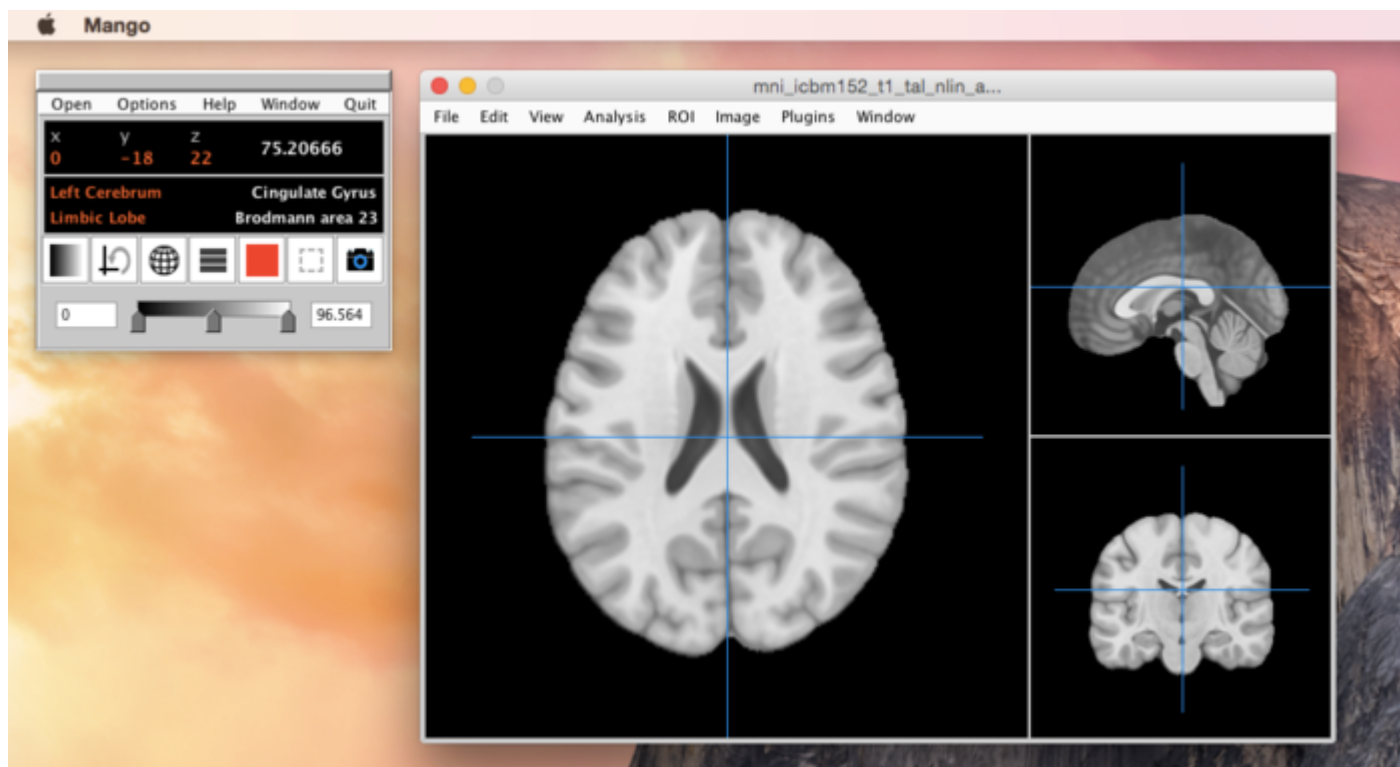 Mango
Open Options Help Window Quit
x y z
0 -18 22 75.20666
Left Cerebrum Cingulate Gyrus
Limbic Lobe Brodmann area 23
0 96.564
mni_icbm152_t1_tal_nlin_a...
File Edit View Analysis ROI Image Plugins Window